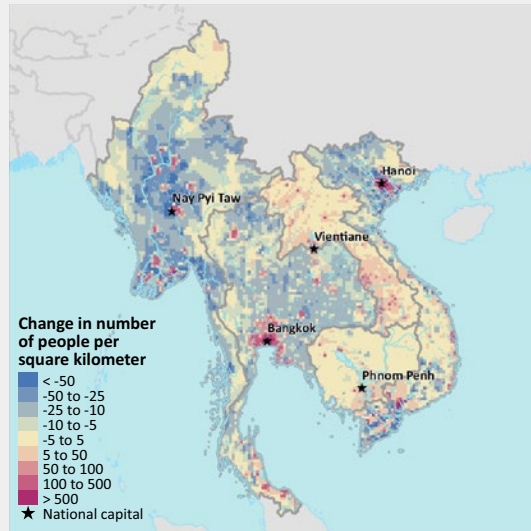 Hanoi
Nay Pyi Taw
Vientiane
Bangkok
Phnom Penh
Change in number
of people per
square kilometer
< -50
-50 to -25
-25 to -10
-10 to -5
-5 to 5
5 to 50
50 to 100
100 to 500
> 500
National capital